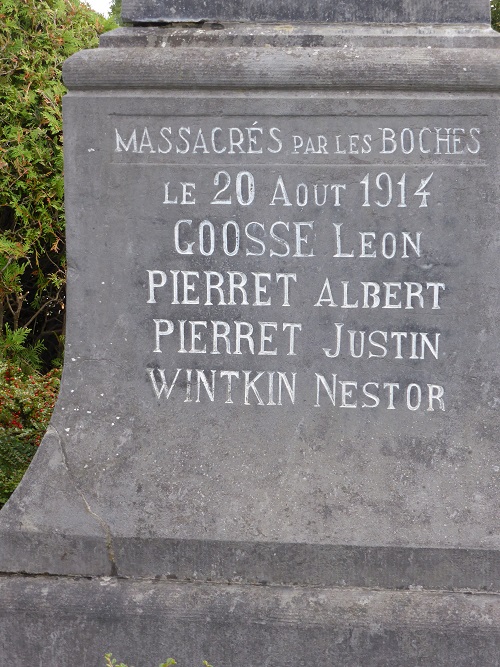 MASSACRÉS PAR LES BOCHES
LE 20 AOUT 1914
GOOSSE LEON
PIERRET ALBERT
PIERRET JUSTIN
WINTKIN NESTOR